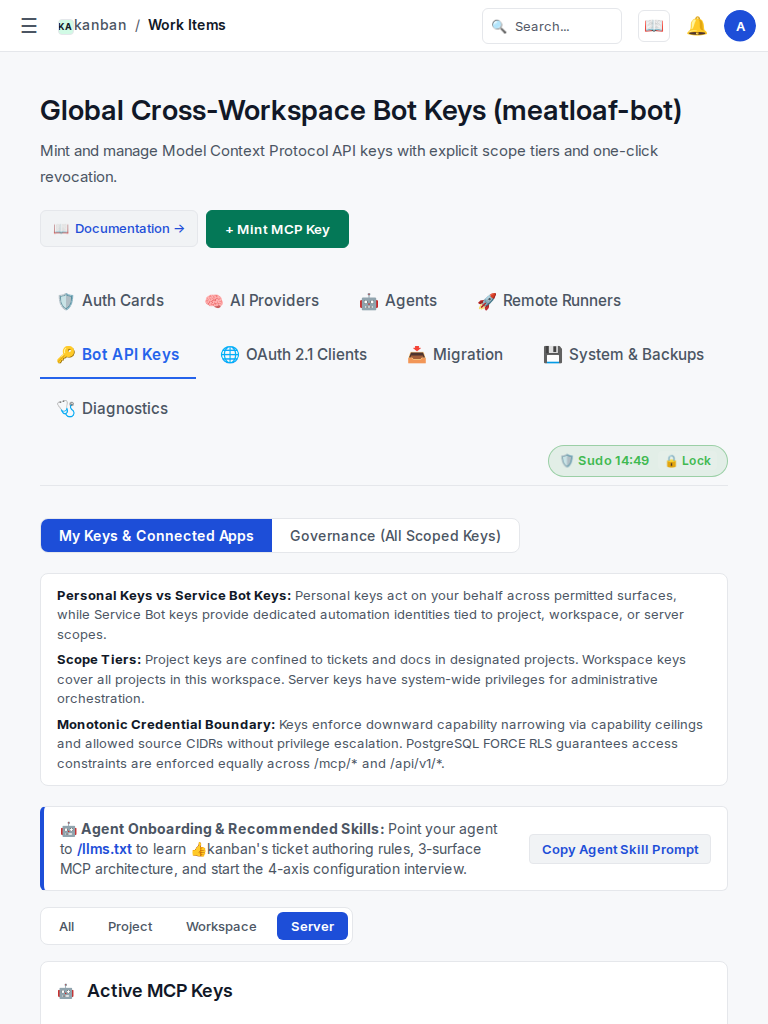 ☰ KA kanban / Work Items 🔍 Search... 📖 🔔 A
Global Cross-Workspace Bot Keys (meatloaf-bot)
Mint and manage Model Context Protocol API keys with explicit scope tiers and one-click
revocation.
📖 Documentation → + Mint MCP Key
🛡️ Auth Cards 🧠 AI Providers 🤖 Agents 🚀 Remote Runners
🔑 Bot API Keys 🌐 OAuth 2.1 Clients 📥 Migration 💾 System & Backups
🩺 Diagnostics
🛡️ Sudo 14:49 🔒 Lock
My Keys & Connected Apps Governance (All Scoped Keys)
Personal Keys vs Service Bot Keys: Personal keys act on your behalf across permitted surfaces,
while Service Bot keys provide dedicated automation identities tied to project, workspace, or server
scopes.
Scope Tiers: Project keys are confined to tickets and docs in designated projects. Workspace keys
cover all projects in this workspace. Server keys have system-wide privileges for administrative
orchestration.
Monotonic Credential Boundary: Keys enforce downward capability narrowing via capability ceilings
and allowed source CIDRs without privilege escalation. PostgreSQL FORCE RLS guarantees access
constraints are enforced equally across /mcp/* and /api/v1/*.
🤖 Agent Onboarding & Recommended Skills: Point your agent
to /llms.txt to learn 👍kanban's ticket authoring rules, 3-surface
MCP architecture, and start the 4-axis configuration interview.
Copy Agent Skill Prompt
All Project Workspace Server
🤖 Active MCP Keys